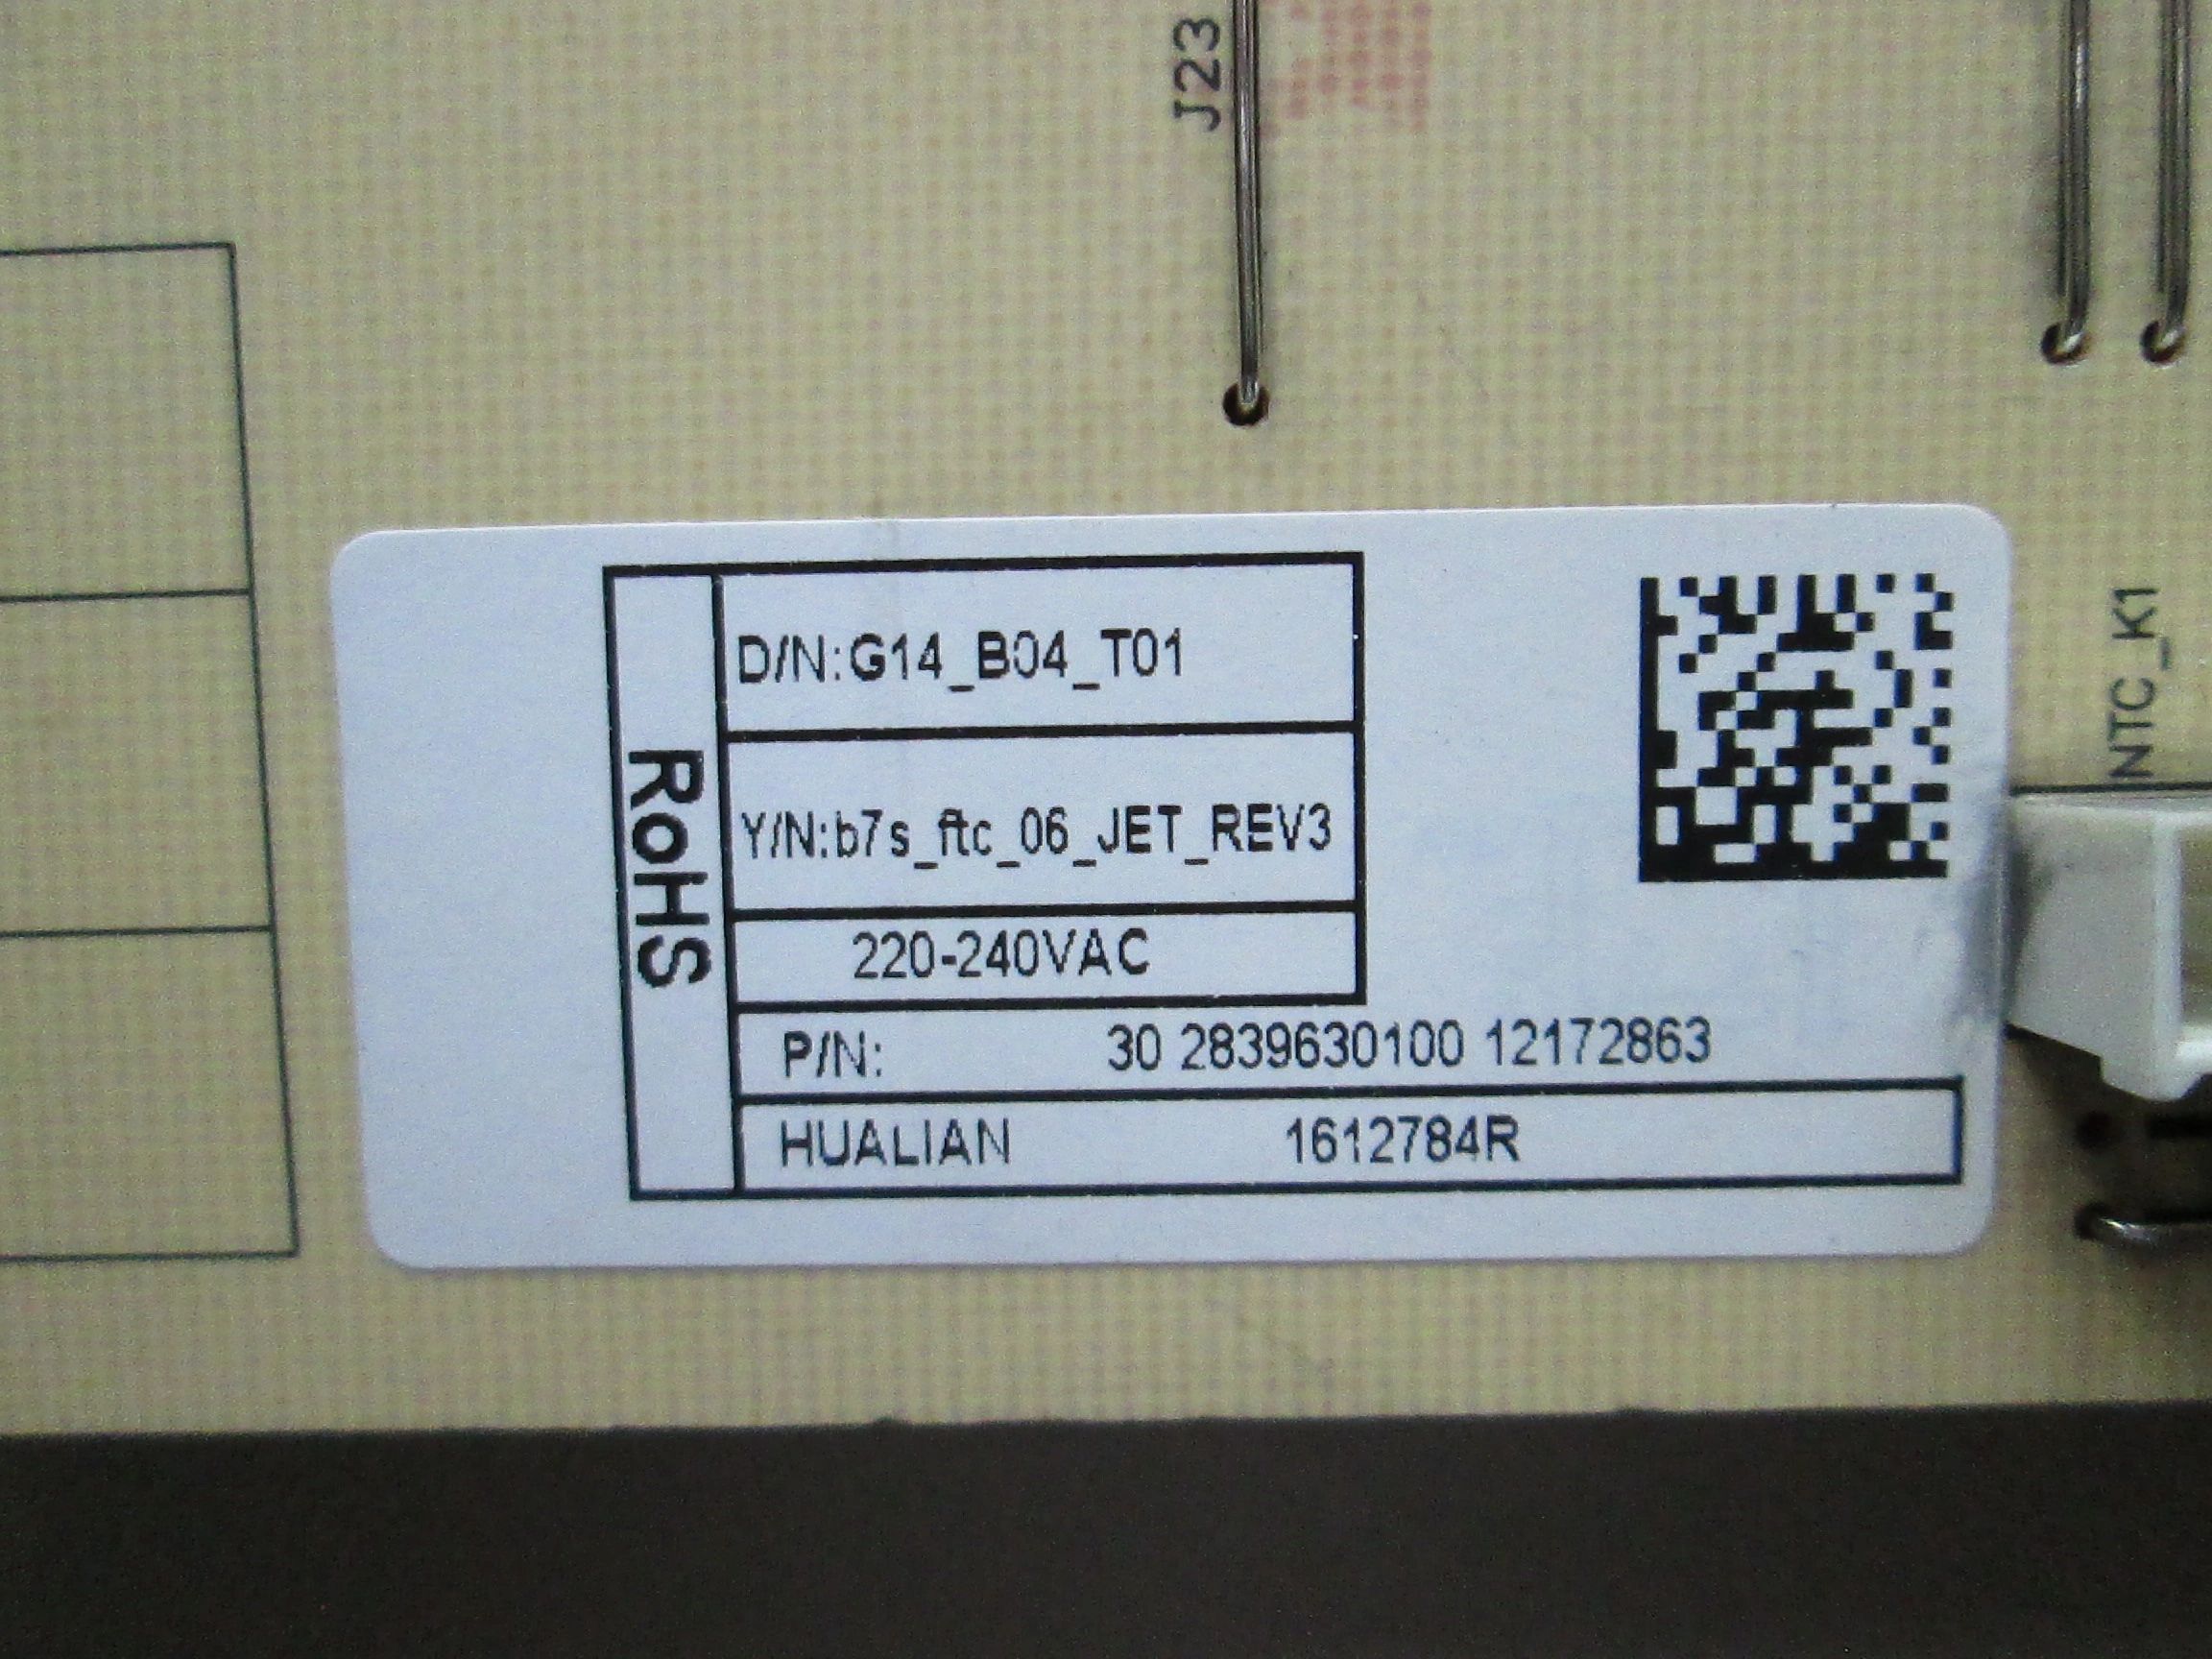 J23
D/N:G14_B04_T01
RoHS
Y/N:b7s_ftc_06_JET_REV3
220-240VAC
P/N: 30 2839630100 12172863
HUALIAN 1612784R
NTC_K1